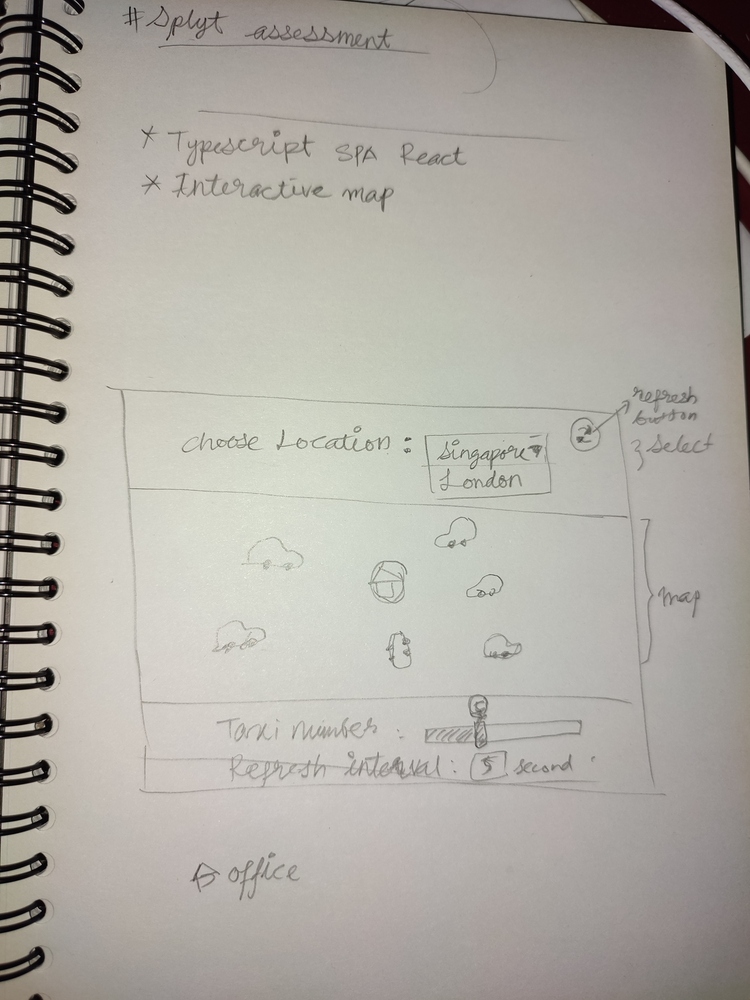 # Splyt assessment
* Typescript SPA React
* Interactive map
refresh
button
Choose Location : Singapore
London
} Select
map
Taxi number :
Refresh interval : 5 second
office